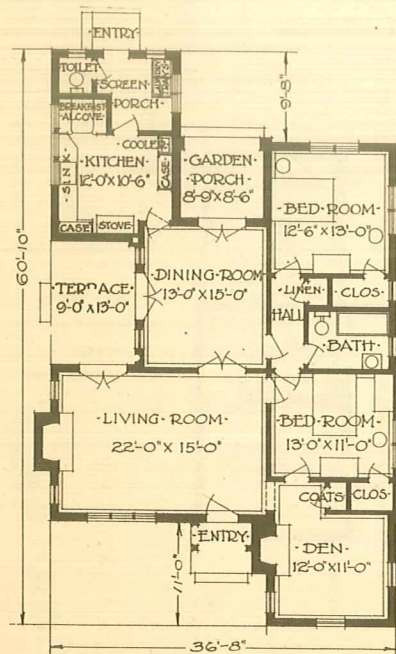 ·ENTRY·
TOILET
·SCREEN·
PORCH·
LAUNDRY
TRAYS
BREAKFAST
ALCOVE
COOLER
·KITCHEN·
12'-0"X10'-6"
SINK
CASE
CASE
STOVE
·GARDEN·
PORCH·
8'-9"X8'-6"
9'-8"
·BED·ROOM·
12'-6"X13'-0"
·TERRACE·
9'-0"X13'-0"
·DINING·ROOM·
13'-0"X15'-0"
·LINEN·
·CLOS·
HALL
·BATH·
60'-10"
·LIVING·ROOM·
22'-0"X15'-0"
·BED·ROOM·
13'0"X11'-0"
COATS
CLOS·
·ENTRY·
·DEN·
12'0"X11'-0"
11'-0"
36'-8"